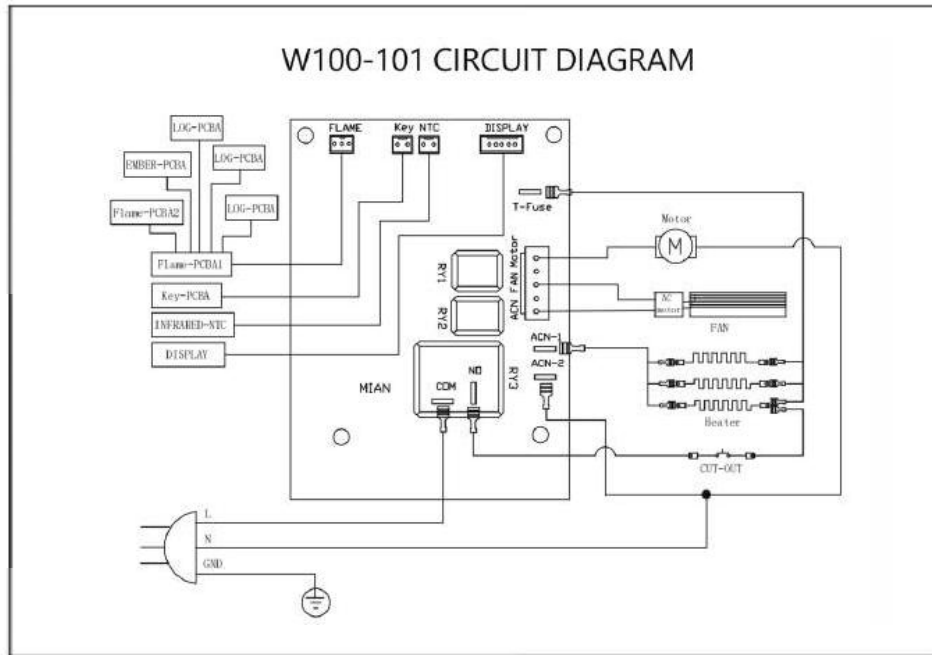 W100-101 CIRCUIT DIAGRAM
LOG-PCBA
EMBER-PCBA
LOG-PCBA
Flame-PCBA2
LOG-PCBA
Flame-PCBA1
Key-PCBA
INFRARED-NTC
DISPLAY
FLAME
Key NTC
DISPLAY
T-Fuse
RY1
RY2
ACN FAN Motor
ACN-1
ACN-2
RY3
NO
COM
MIAN
Motor
M
AC
motor
FAN
Heater
CUT-OUT
L
N
GND